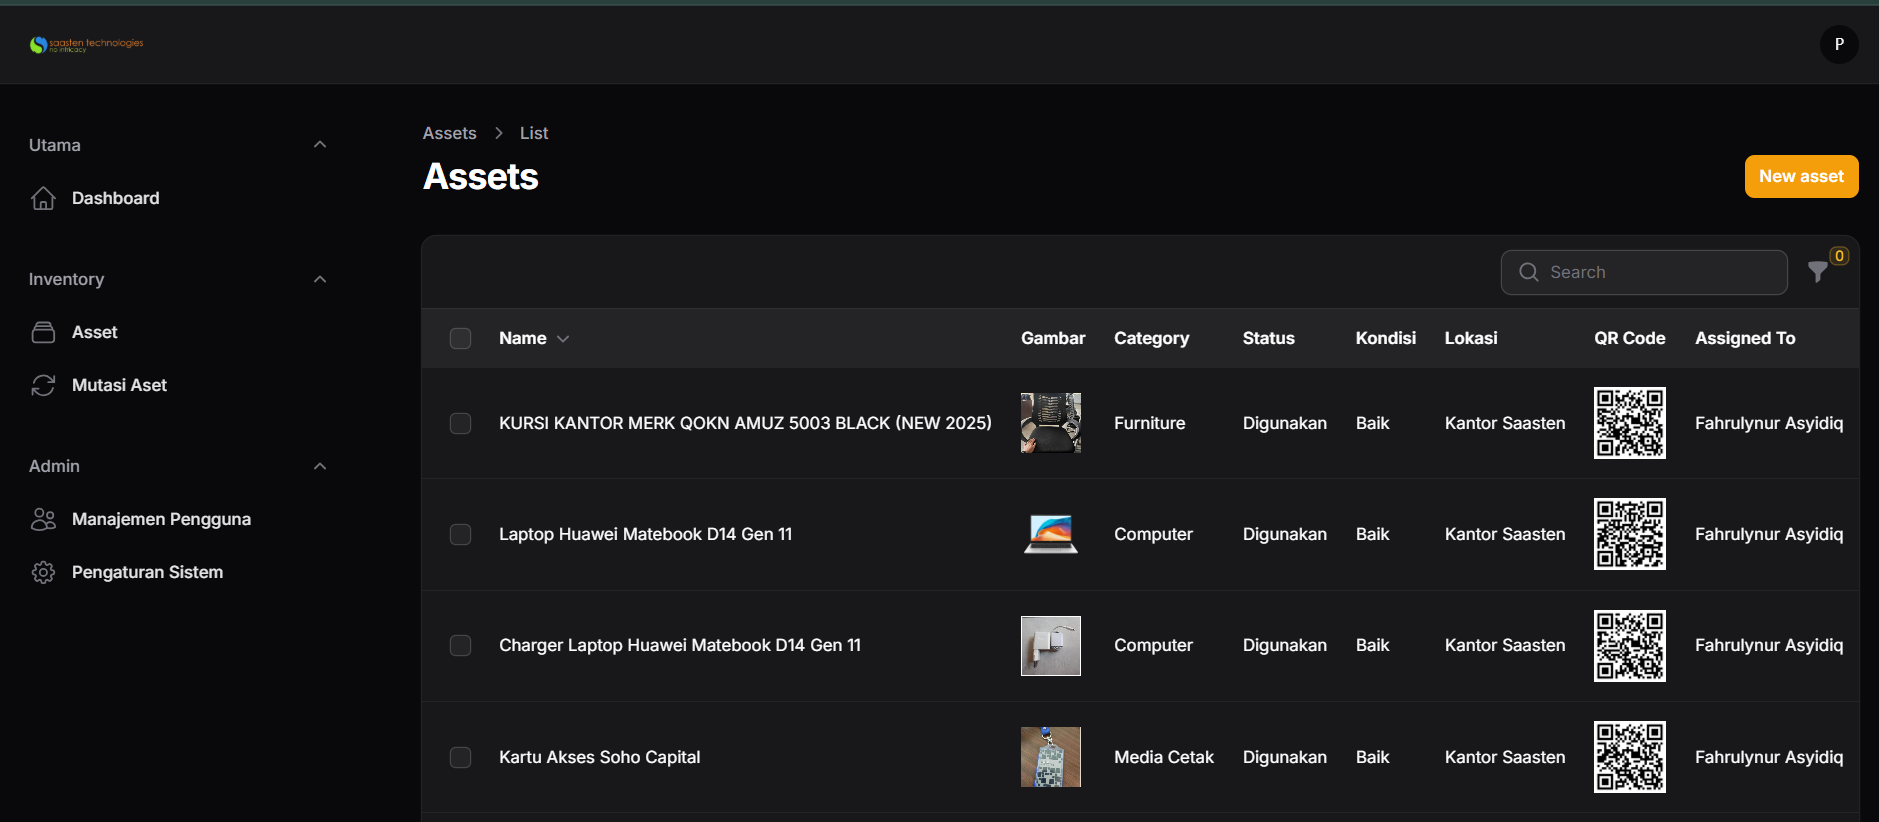 saasten technologies
no intricacy
P
Utama
Dashboard
Inventory
Asset
Mutasi Aset
Admin
Manajemen Pengguna
Pengaturan Sistem
Assets > List
Assets
New asset
Search
0
Name Gambar Category Status Kondisi Lokasi QR Code Assigned To
KURSI KANTOR MERK QOKN AMUZ 5003 BLACK (NEW 2025) Furniture Digunakan Baik Kantor Saasten Fahrulynur Asyidiq
Laptop Huawei Matebook D14 Gen 11 Computer Digunakan Baik Kantor Saasten Fahrulynur Asyidiq
Charger Laptop Huawei Matebook D14 Gen 11 Computer Digunakan Baik Kantor Saasten Fahrulynur Asyidiq
Kartu Akses Soho Capital Media Cetak Digunakan Baik Kantor Saasten Fahrulynur Asyidiq